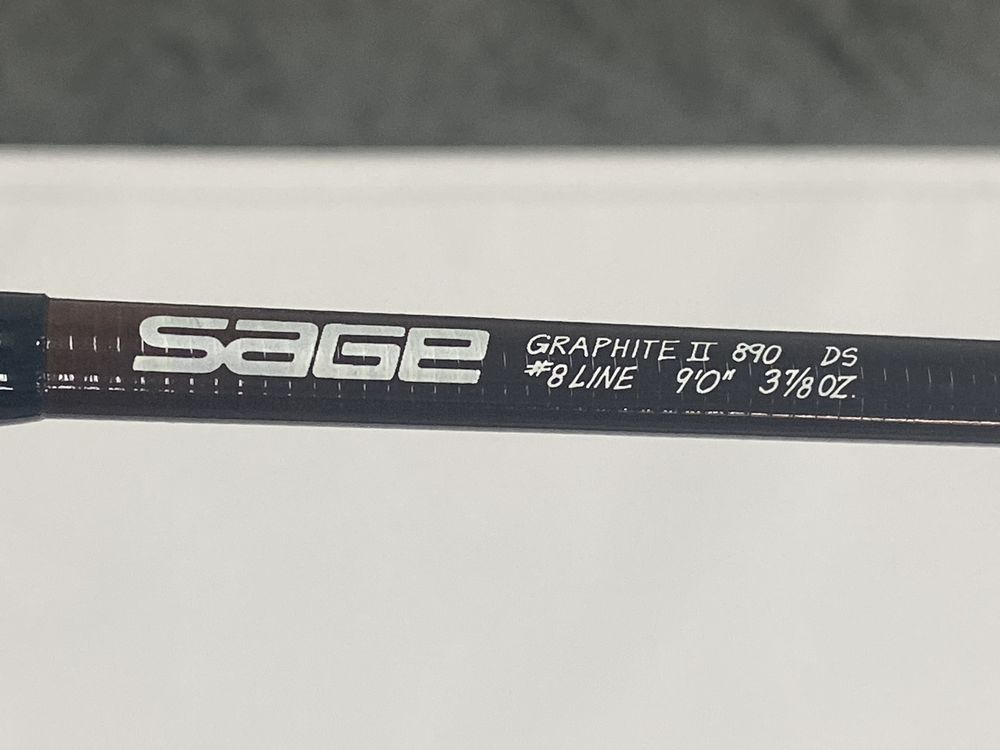 SAGE
GRAPHITE II 890 DS
#8 LINE 9'0" 3 7/8 OZ.